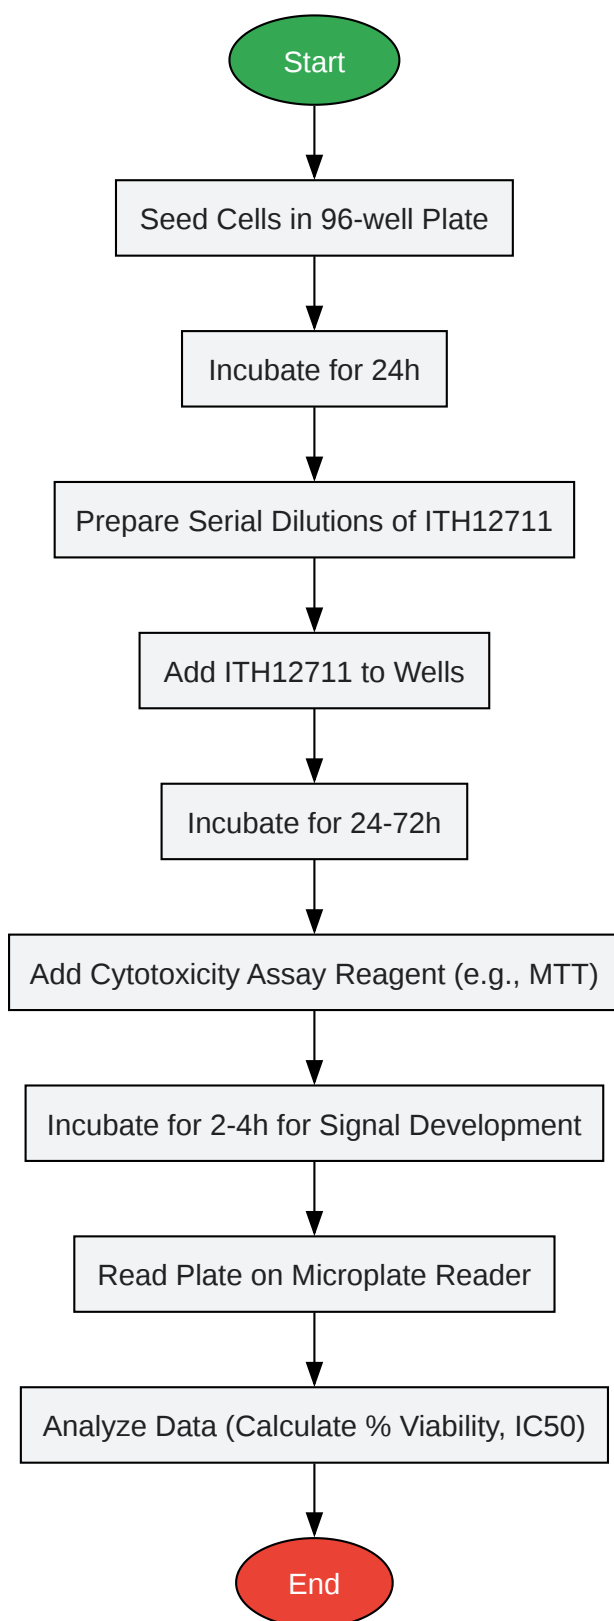 Start
Seed Cells in 96-well Plate
Incubate for 24h
Prepare Serial Dilutions of ITH12711
Add ITH12711 to Wells
Incubate for 24-72h
Add Cytotoxicity Assay Reagent (e.g., MTT)
Incubate for 2-4h for Signal Development
Read Plate on Microplate Reader
Analyze Data (Calculate % Viability, IC50)
End